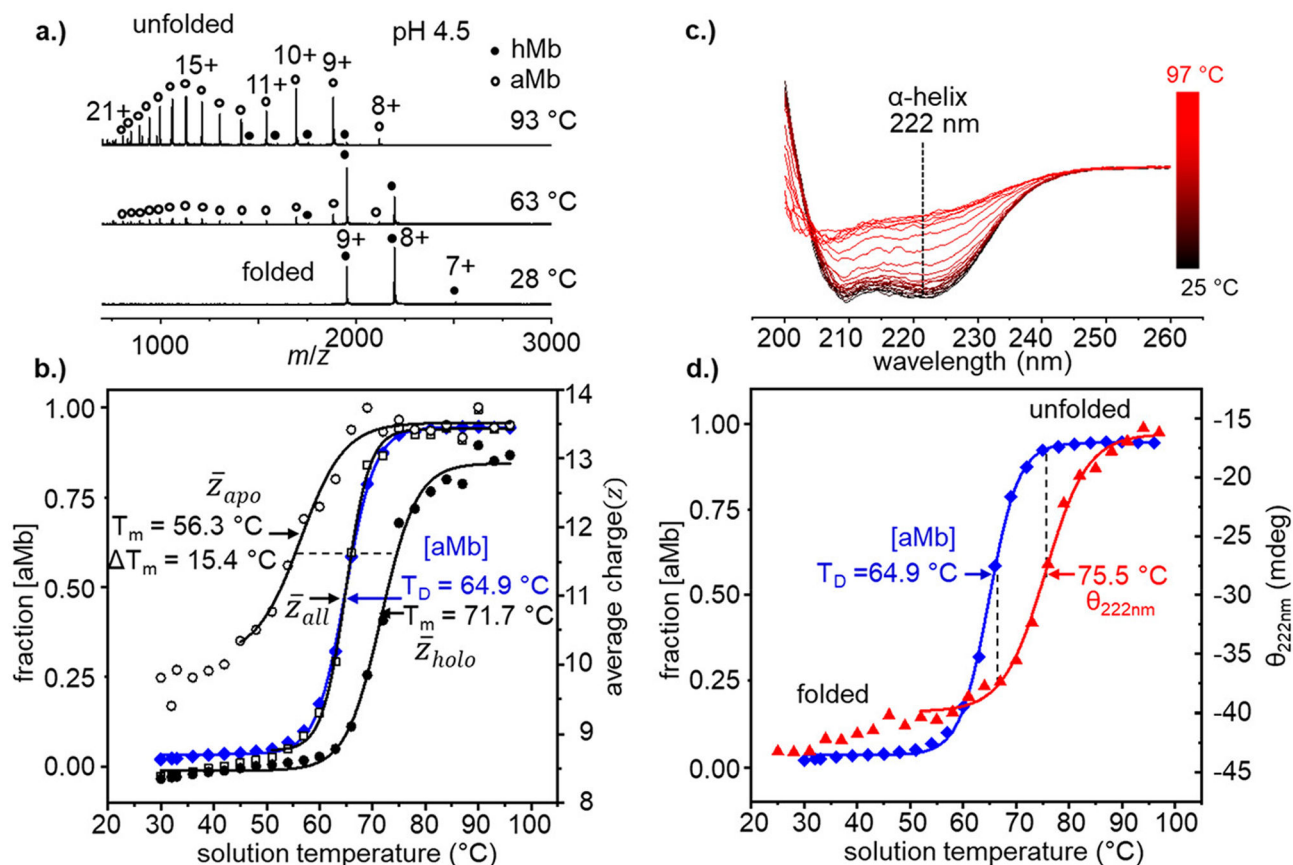 a.)
unfolded
pH 4.5
● hMb
○ aMb
21+
15+
11+
10+
9+
8+
93 °C
63 °C
9+
8+
7+
folded
28 °C
1000
2000
3000
m/z
b.)
1.00
0.75
0.50
0.25
0.00
fraction [aMb]
14
13
12
11
10
9
8
average charge(z)
z̄apo
Tm = 56.3 °C
ΔTm = 15.4 °C
[aMb]
TD = 64.9 °C
z̄all
Tm = 71.7 °C
z̄holo
20 30 40 50 60 70 80 90 100
solution temperature (°C)
c.)
97 °C
α-helix
222 nm
25 °C
200 210 220 230 240 250 260
wavelength (nm)
d.)
1.00
0.75
0.50
0.25
0.00
fraction [aMb]
unfolded
[aMb]
TD =64.9 °C
75.5 °C
θ222nm
folded
-15
-18
-20
-25
-30
-35
-40
-44
θ222nm (mdeg)
20 30 40 50 60 70 80 90 100
solution temperature (°C)